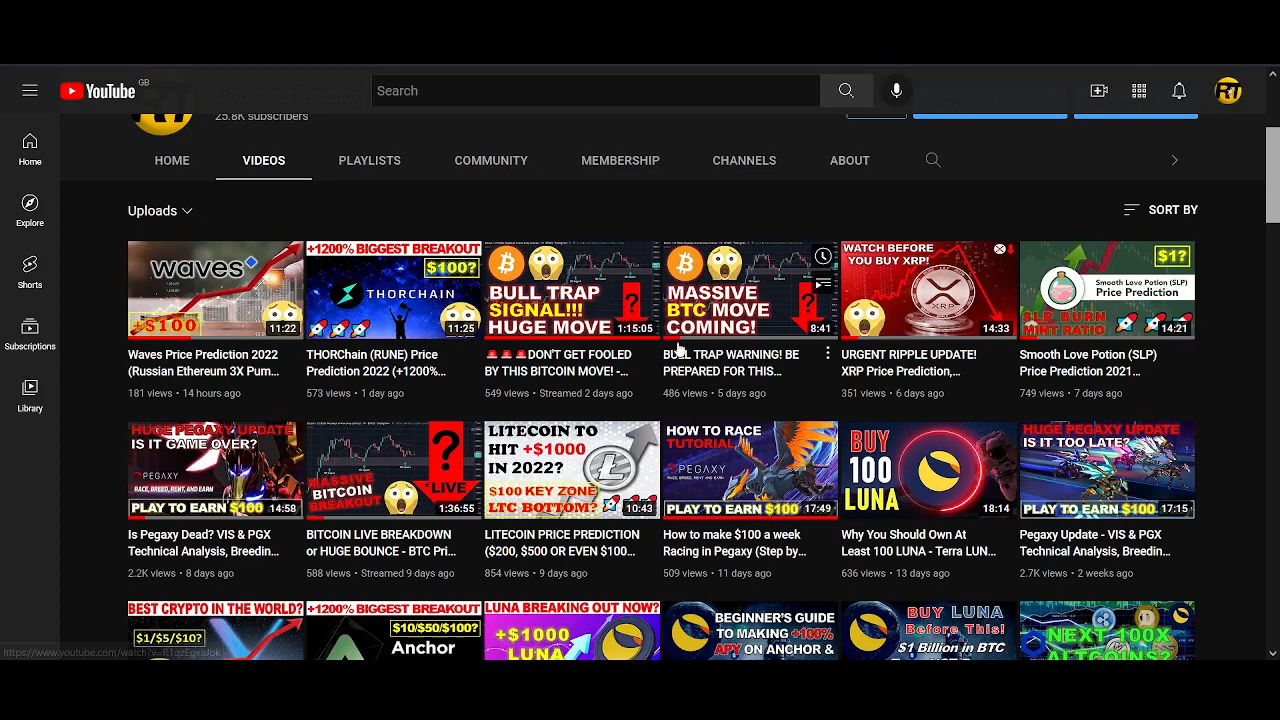 YouTube GB
Search
25.8K subscribers
HOME
VIDEOS
PLAYLISTS
COMMUNITY
MEMBERSHIP
CHANNELS
ABOUT
Home
Explore
Shorts
Subscriptions
Library
Uploads
SORT BY
waves
+$100
11:22
Waves Price Prediction 2022
(Russian Ethereum 3X Pum...
181 views • 14 hours ago
+1200% BIGGEST BREAKOUT
$100?
THORCHAIN
11:25
THORChain (RUNE) Price
Prediction 2022 (+1200%...
573 views • 1 day ago
BULL TRAP
SIGNAL!!!
HUGE MOVE
?
1:15:05
🚨🚨🚨DON'T GET FOOLED
BY THIS BITCOIN MOVE! -...
549 views • Streamed 2 days ago
MASSIVE
BTC MOVE
COMING!
?
8:41
BULL TRAP WARNING! BE
PREPARED FOR THIS...
486 views • 5 days ago
WATCH BEFORE
YOU BUY XRP!
XRP
14:33
URGENT RIPPLE UPDATE!
XRP Price Prediction,...
351 views • 6 days ago
$1?
Smooth Love Potion (SLP)
Price Prediction
SLP BURN
MINT RATIO
14:21
Smooth Love Potion (SLP)
Price Prediction 2021...
749 views • 7 days ago
HUGE PEGAXY UPDATE
IS IT GAME OVER?
PEGAXY
RACE, BREED, RENT, AND EARN
PLAY TO EARN $100
14:58
Is Pegaxy Dead? VIS & PGX
Technical Analysis, Breedin...
2.2K views • 8 days ago
MASSIVE
BITCOIN
BREAKOUT
?
*LIVE
1:36:55
BITCOIN LIVE BREAKDOWN
or HUGE BOUNCE - BTC Pri...
588 views • Streamed 9 days ago
LITECOIN TO
HIT +$1000
IN 2022?
$100 KEY ZONE
LTC BOTTOM?
10:43
LITECOIN PRICE PREDICTION
($200, $500 OR EVEN $100...
854 views • 9 days ago
HOW TO RACE
TUTORIAL
PEGAXY
RACE, BREED, RENT, AND EARN
PLAY TO EARN $100
17:49
How to make $100 a week
Racing in Pegaxy (Step by...
509 views • 11 days ago
BUY
100
LUNA
18:14
Why You Should Own At
Least 100 LUNA - Terra LUN...
636 views • 13 days ago
HUGE PEGAXY UPDATE
IS IT TOO LATE?
PLAY TO EARN $100
17:15
Pegaxy Update - VIS & PGX
Technical Analysis, Breedin...
2.7K views • 2 weeks ago
BEST CRYPTO IN THE WORLD?
$1/$5/$10?
+1200% BIGGEST BREAKOUT
$10/$50/$100?
Anchor
LUNA BREAKING OUT NOW?
+$1000
LUNA
BEGINNER'S GUIDE
TO MAKING +100%
APY ON ANCHOR &
BUY LUNA
Before This!
$1 Billion in BTC
NEXT 100X
ALTCOINS?